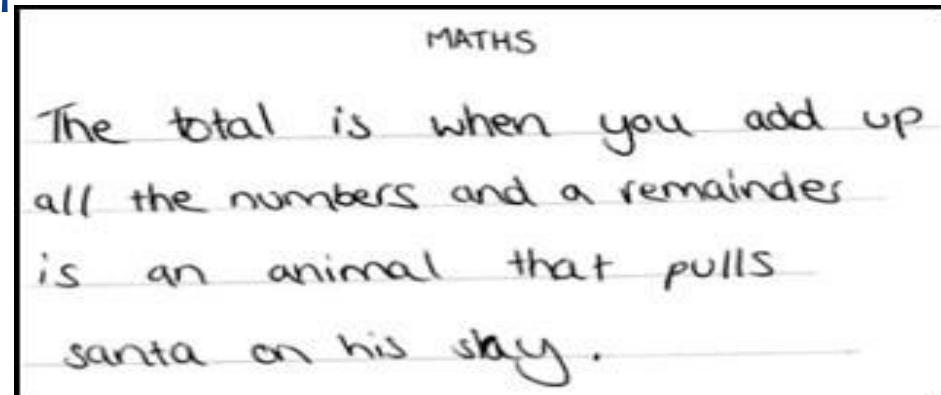 MATHS
The total is when you add up
all the numbers and a remainder
is an animal that pulls
santa on his slay.